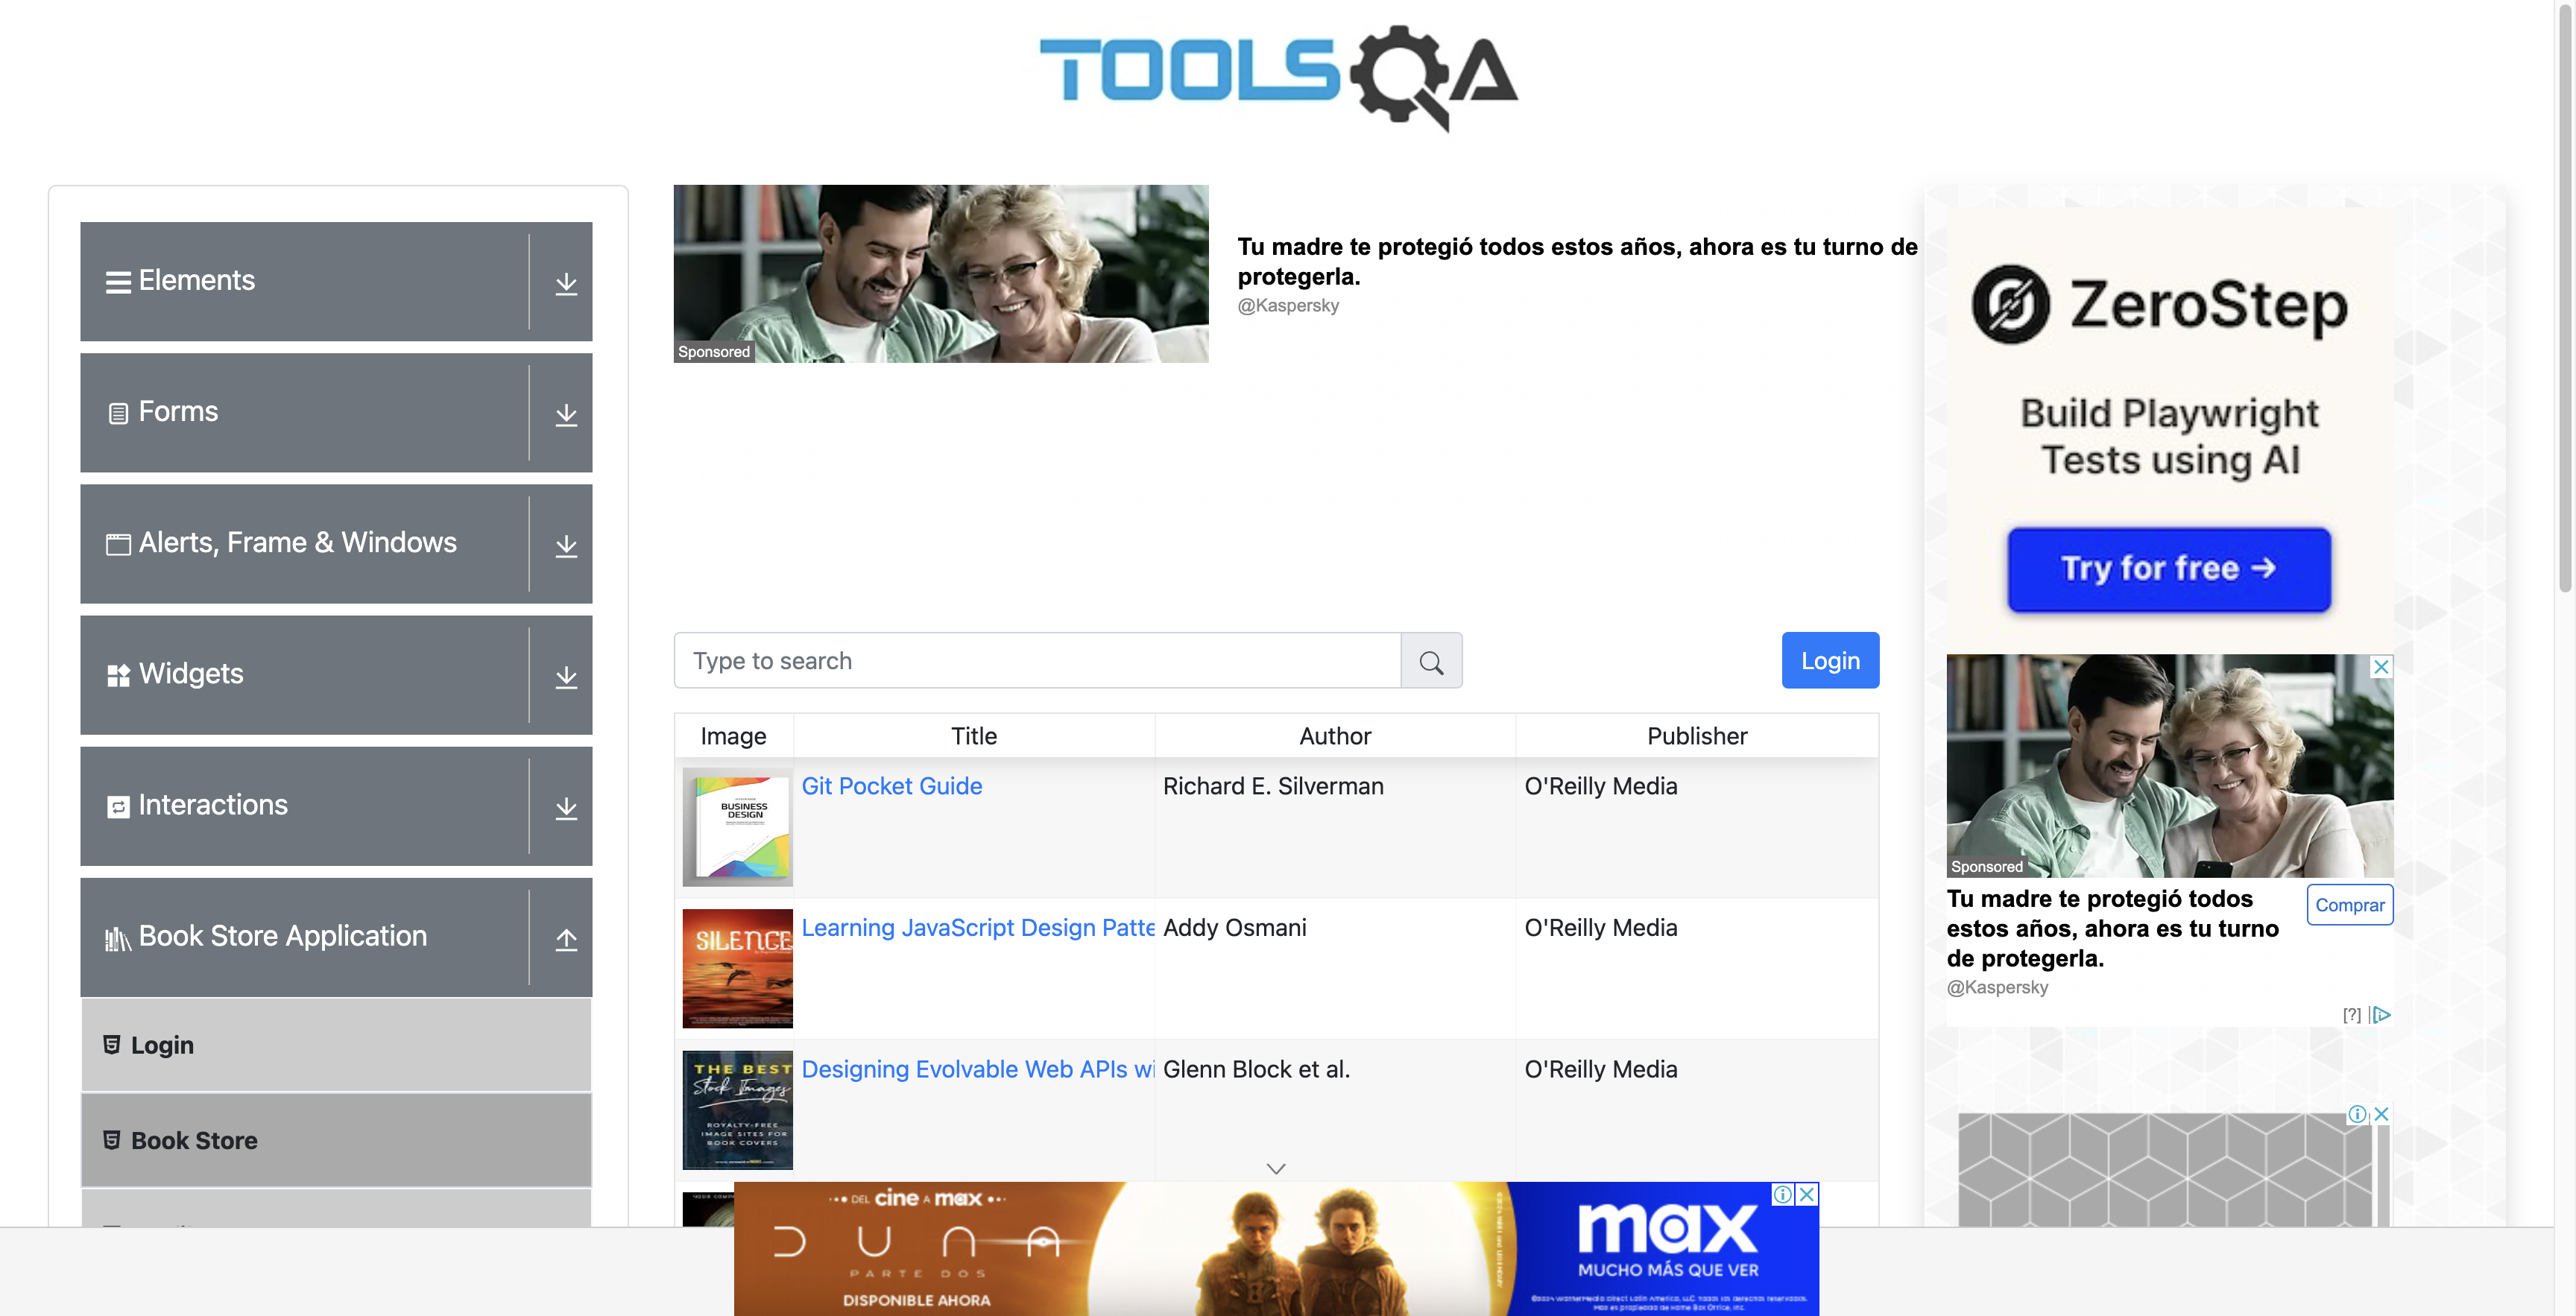 TOOLSQA
Elements
Forms
Alerts, Frame & Windows
Widgets
Interactions
Book Store Application
Login
Book Store
Sponsored
Tu madre te protegió todos estos años, ahora es tu turno de
protegerla.
@Kaspersky
Type to search
Login
Image Title Author Publisher
BUSINESS
DESIGN
Git Pocket Guide Richard E. Silverman O'Reilly Media
SILENCE
Learning JavaScript Design Patte Addy Osmani O'Reilly Media
THE BEST
Stock Images
ROYALTY-FREE
IMAGE SITES FOR
BOOK COVERS
Designing Evolvable Web APIs wi Glenn Block et al. O'Reilly Media
ZeroStep
Build Playwright
Tests using AI
Try for free →
Sponsored
Tu madre te protegió todos
estos años, ahora es tu turno
de protegerla.
@Kaspersky
Comprar
[?]
DEL cine A max
DUNA
PARTE DOS
DISPONIBLE AHORA
max
MUCHO MÁS QUE VER